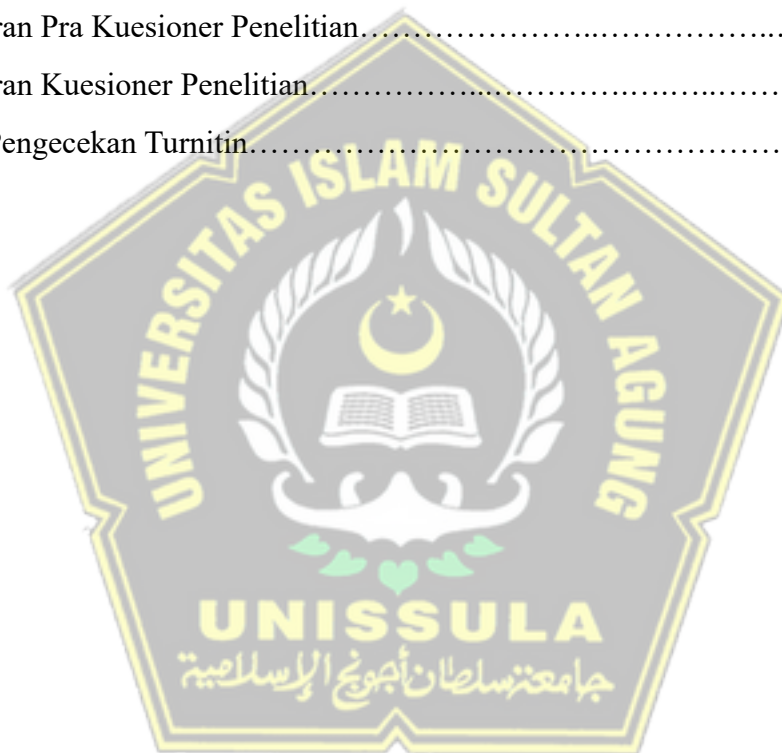 ran Pra Kuesioner Penelitian…………………..……………..…
ran Kuesioner Penelitian……………..…………….…..………
Pengecekan Turnitin………………………………………………
UNIVERSITAS ISLAM SULTAN AGUNG
UNISSULA
جامعة سلطان أجونج الإسلامية